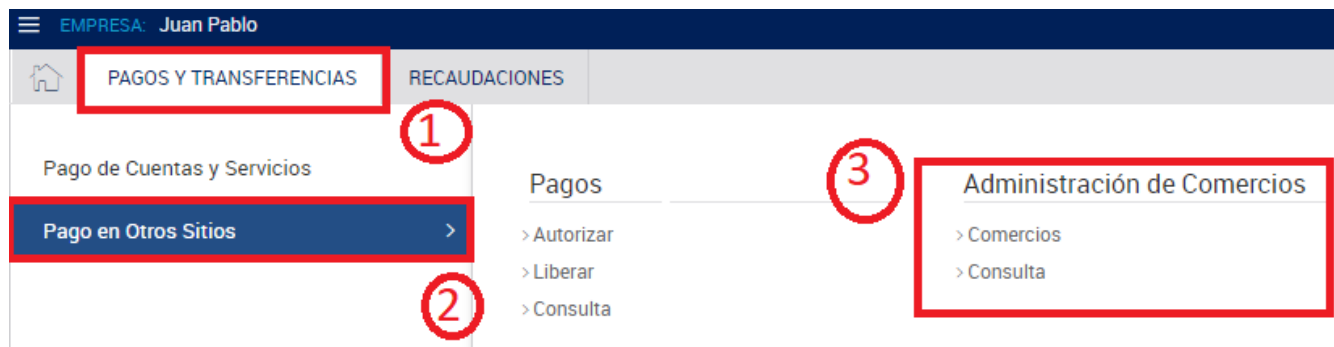 EMPRESA: Juan Pablo
PAGOS Y TRANSFERENCIAS RECAUDACIONES
1
Pago de Cuentas y Servicios
Pago en Otros Sitios >
2
Pagos
> Autorizar
> Liberar
> Consulta
3
Administración de Comercios
> Comercios
> Consulta